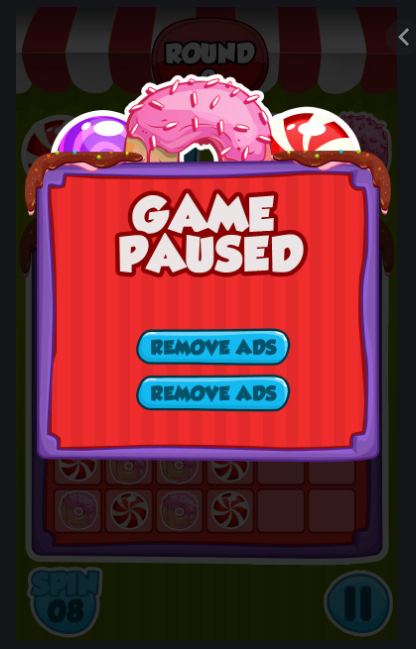 ROUND
GAME
PAUSED
REMOVE ADS
REMOVE ADS
SPIN
08